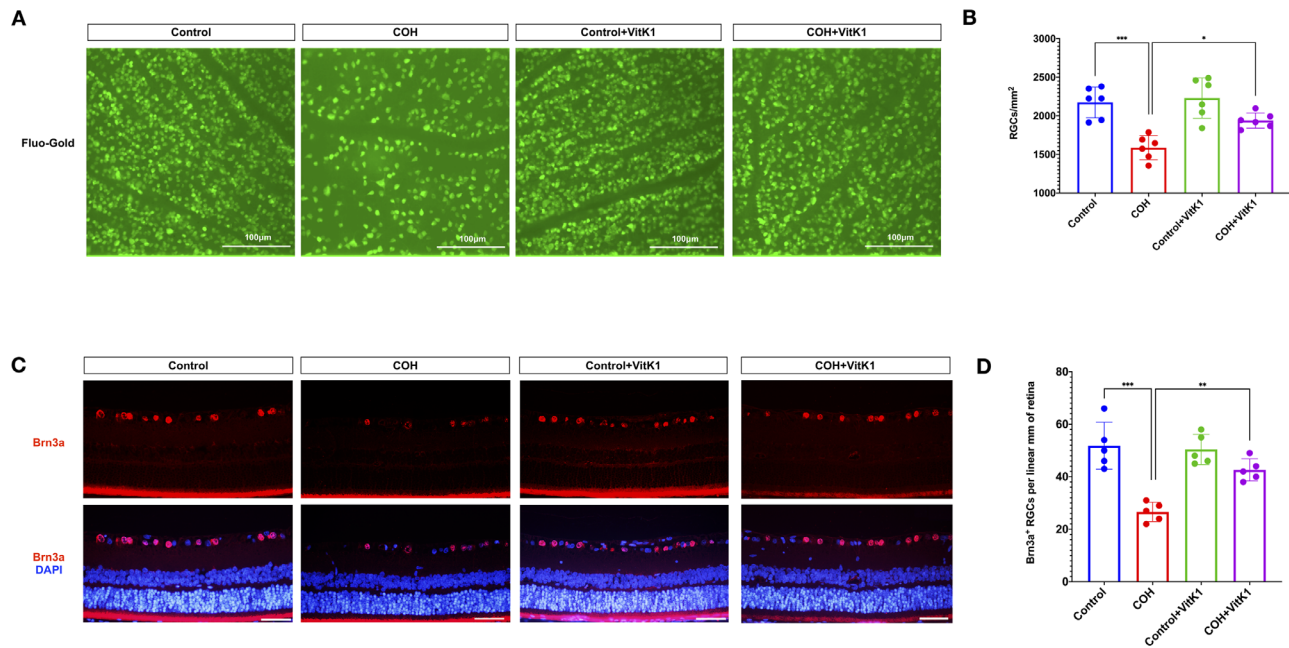 A
Control
COH
Control+VitK1
COH+VitK1
Fluo-Gold
100μm
100μm
100μm
100μm
B
3000
2500
2000
1500
1000
RGCs/mm²
***
*
Control
COH
Control+VitK1
COH+VitK1
C
Control
COH
Control+VitK1
COH+VitK1
Brn3a
Brn3a
DAPI
D
80
60
40
20
0
Brn3a⁺ RGCs per linear mm of retina
***
**
Control
COH
Control+VitK1
COH+VitK1